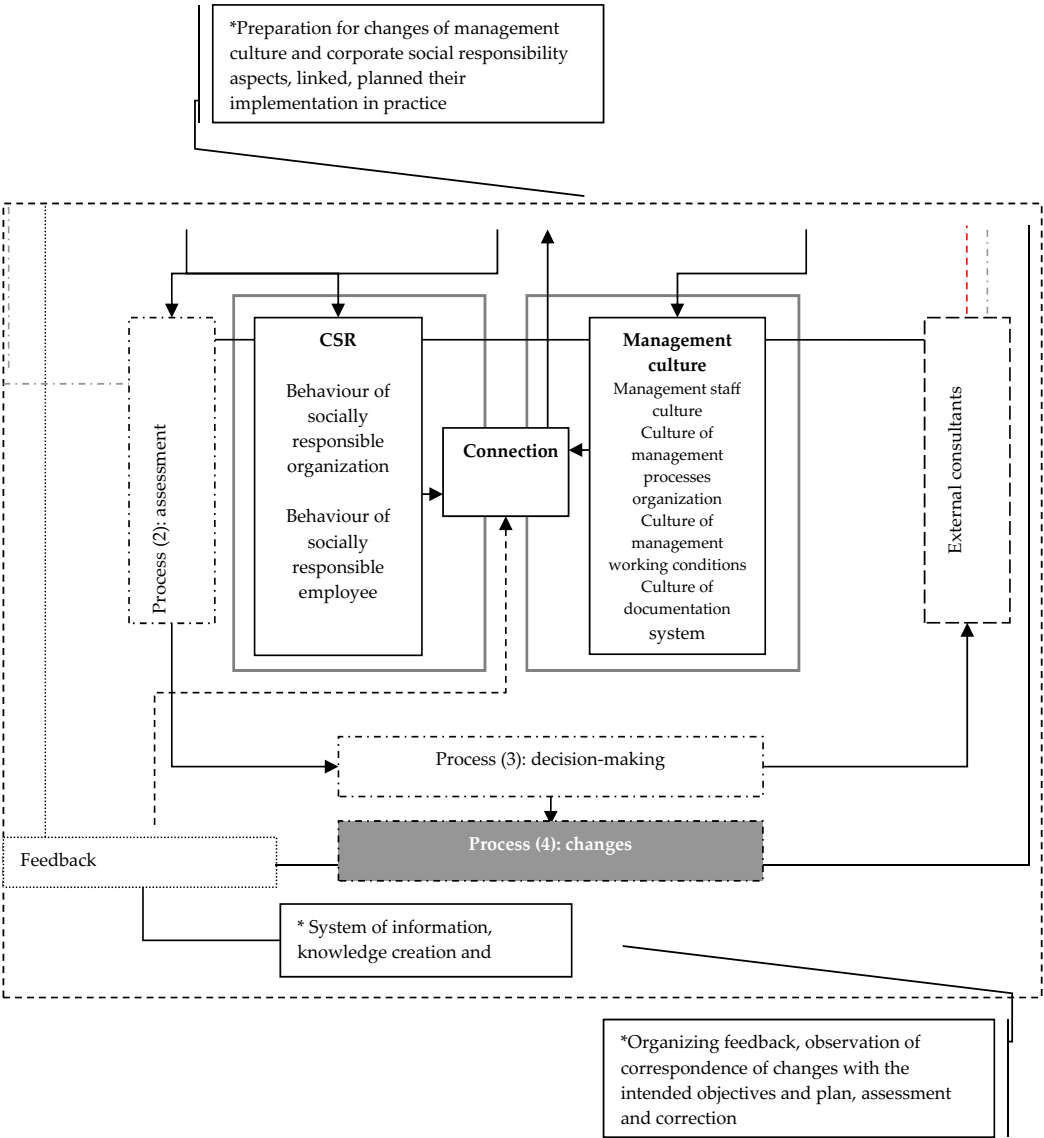 *Preparation for changes of management
culture and corporate social responsibility
aspects, linked, planned their
implementation in practice
Process (2): assessment
CSR
Behaviour of
socially
responsible
organization
Behaviour of
socially
responsible
employee
Connection
Management
culture
Management staff
culture
Culture of
management
processes
organization
Culture of
management
working conditions
Culture of
documentation
system
External consultants
Process (3): decision-making
Process (4): changes
Feedback
* System of information,
knowledge creation and
*Organizing feedback, observation of
correspondence of changes with the
intended objectives and plan, assessment
and correction